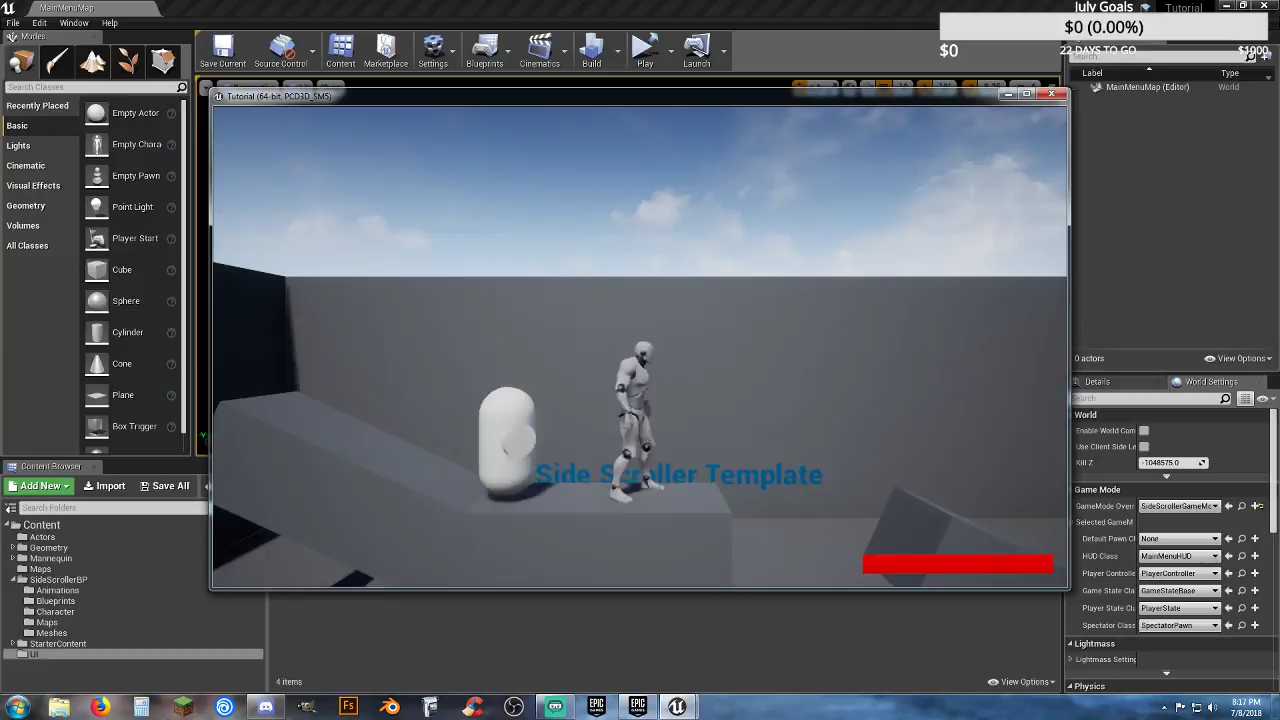 MainMenuMap
July Goals
Tutorial
$0 (0.00%)
$0
22 DAYS TO GO
$1000
File Edit Window Help
Modes
Save Current
Source Control
Content
Marketplace
Settings
Blueprints
Cinematics
Build
Play
Launch
Search Classes
Recently Placed
Basic
Lights
Cinematic
Visual Effects
Geometry
Volumes
All Classes
Empty Actor
Empty Chara
Empty Pawn
Point Light
Player Start
Cube
Sphere
Cylinder
Cone
Plane
Box Trigger
Tutorial (64-bit, PCD3D_SM5)
Side Scroller Template
Search
Label Type
MainMenuMap (Editor) World
0 actors
View Options
Details
World Settings
Search
World
Enable World Com
Use Client Side Le
Kill Z -1048575.0
Game Mode
GameMode Overr SideScrollerGameMo
Selected GameM
Default Pawn Cl None
HUD Class MainMenuHUD
Player Controlle PlayerController
Game State Cla GameStateBase
Player State Cl PlayerState
Spectator Class SpectatorPawn
Lightmass
Lightmass Setting
Physics
Content Browser
Add New
Import
Save All
Search Folders
Content
Actors
Geometry
Mannequin
Maps
SideScrollerBP
Animations
Blueprints
Character
Maps
Meshes
StarterContent
UI
4 items
View Options
Fs
EPIC GAMES
EPIC GAMES
8:17 PM
7/8/2018